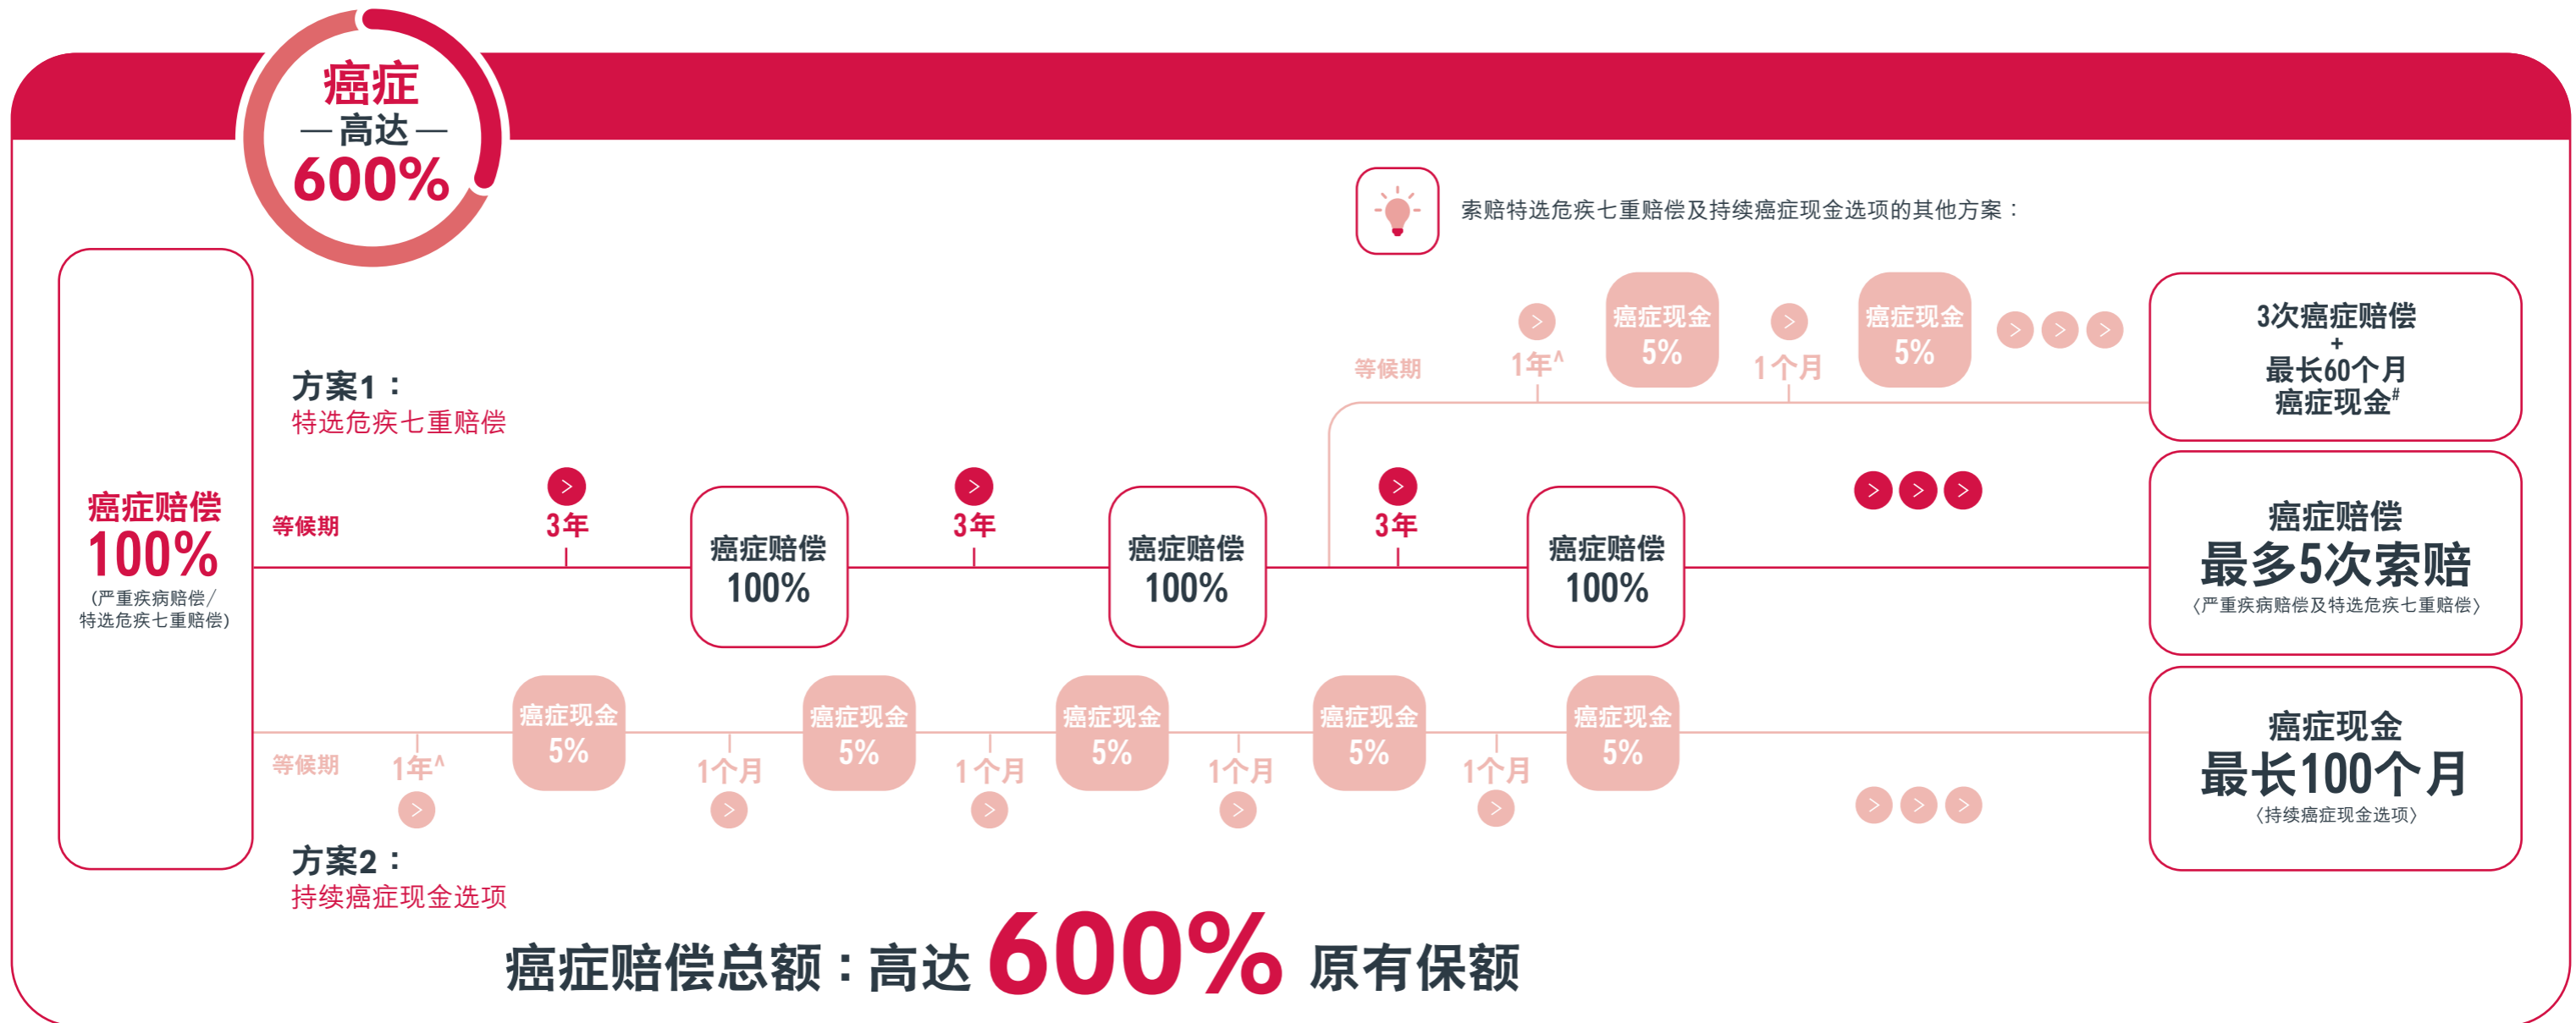 癌症
高达
600%
索赔特选危疾七重赔偿及持续癌症现金选项的其他方案：
等候期
1年^
癌症现金
5%
1个月
癌症现金
5%
3次癌症赔偿
+
最长60个月
癌症现金#
方案1：
特选危疾七重赔偿
癌症赔偿
100%
(严重疾病赔偿/
特选危疾七重赔偿)
等候期
3年
癌症赔偿
100%
3年
癌症赔偿
100%
3年
癌症赔偿
100%
癌症赔偿
最多5次索赔
〈严重疾病赔偿及特选危疾七重赔偿〉
等候期
1年^
癌症现金
5%
1个月
癌症现金
5%
1个月
癌症现金
5%
1个月
癌症现金
5%
1个月
癌症现金
5%
癌症现金
最长100个月
〈持续癌症现金选项〉
方案2：
持续癌症现金选项
癌症赔偿总额：高达 600% 原有保额